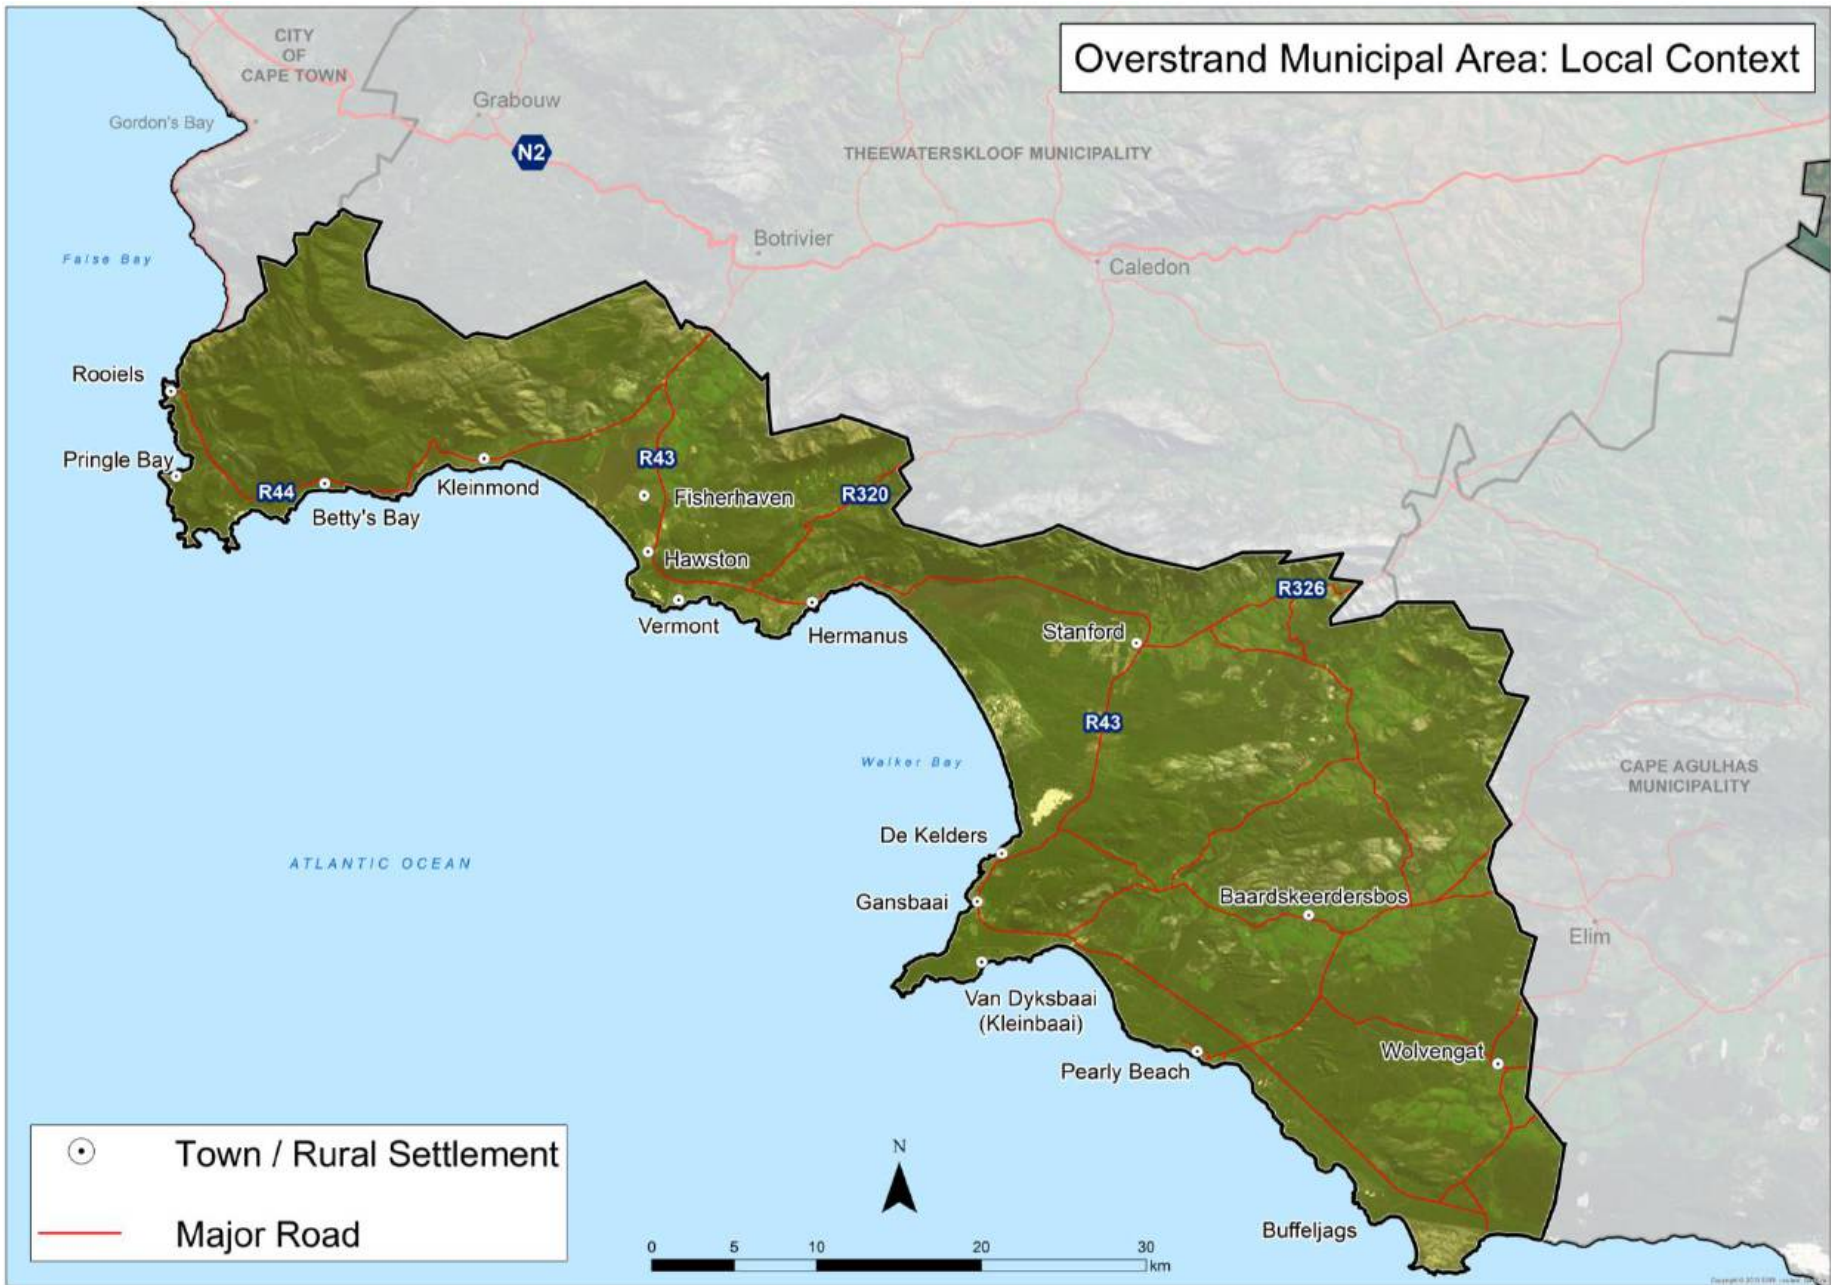 Overstrand Municipal Area: Local Context
CITY
OF
CAPE TOWN
Grabouw
Gordon's Bay
N2
THEEWATERSKLOOF MUNICIPALITY
Botrivier
False Bay
Caledon
Rooiels
Pringle Bay
R43
R44
Kleinmond
Fisherhaven
R320
Betty's Bay
Hawston
R326
Vermont
Hermanus
Stanford
R43
Walker Bay
CAPE AGULHAS
MUNICIPALITY
De Kelders
ATLANTIC OCEAN
Gansbaai
Baardskeerdersbos
Elim
Van Dyksbaai
(Kleinbaai)
Wolvengat
Pearly Beach
Buffeljags
N
Town / Rural Settlement
Major Road
0 5 10 20 30
km